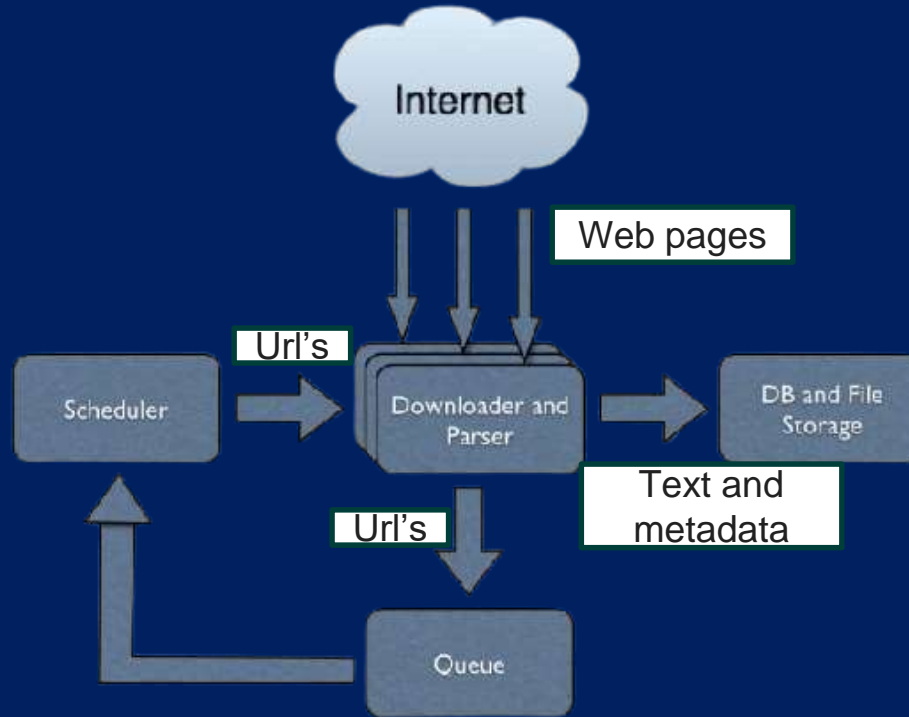 Internet
Web pages
Url's
Scheduler
Downloader and
Parser
DB and File
Storage
Text and
metadata
Url's
Queue